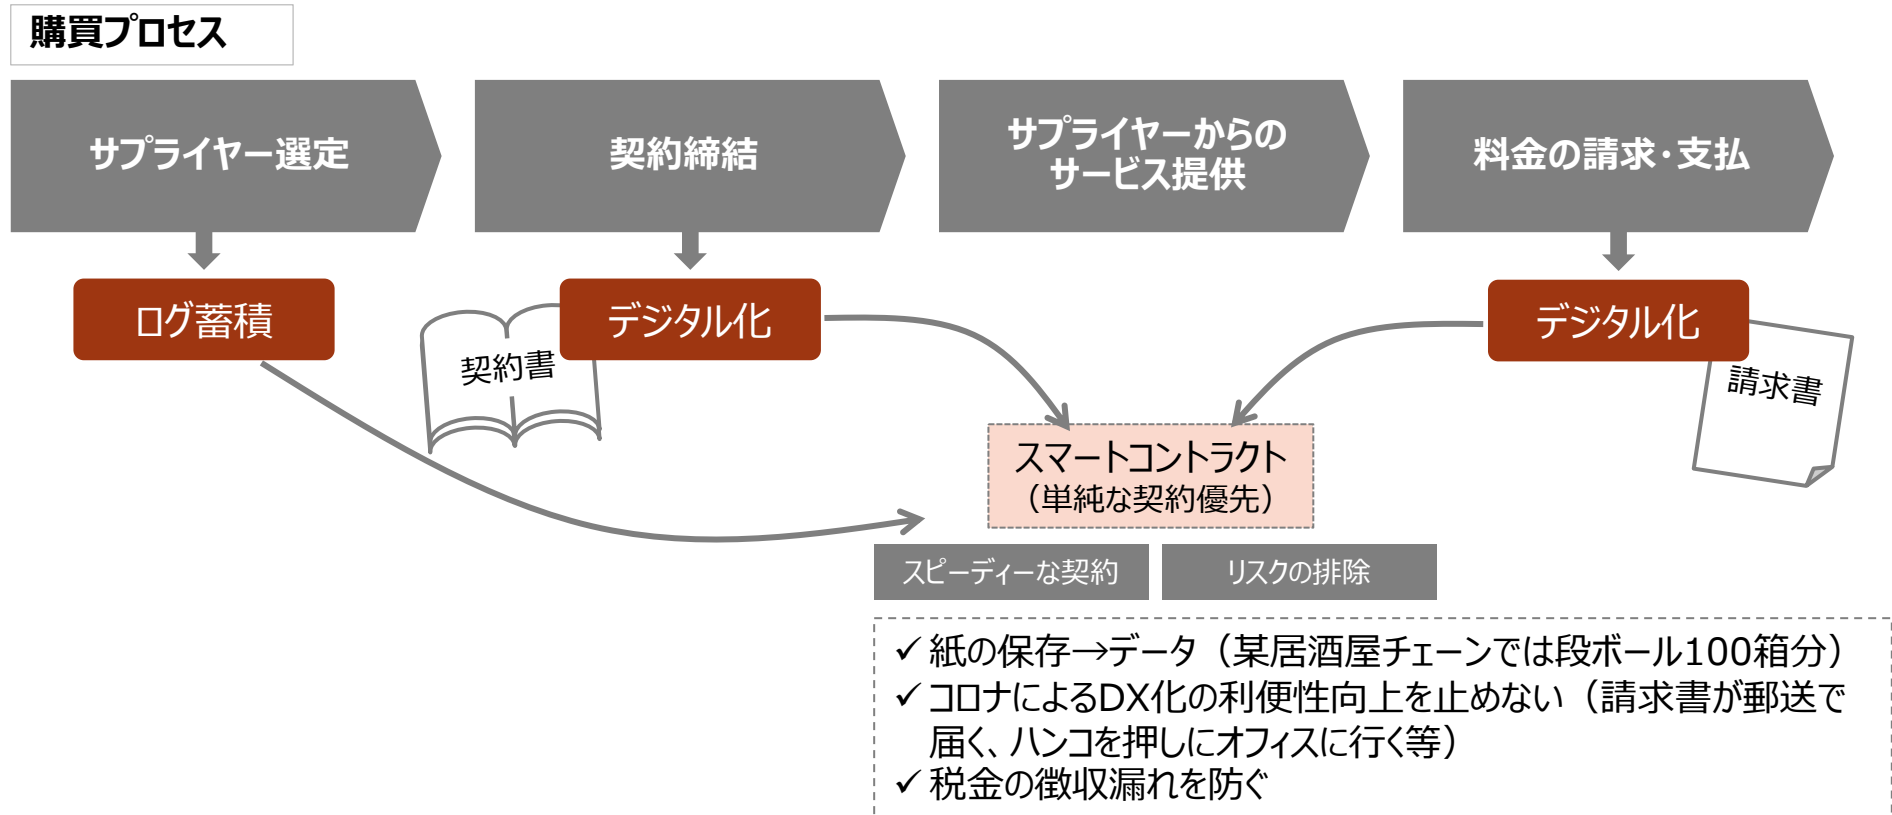 購買プロセス
サプライヤー選定
契約締結
サプライヤーからの
サービス提供
料金の請求・支払
ログ蓄積
デジタル化
デジタル化
契約書
請求書
スマートコントラクト
（単純な契約優先）
スピーディーな契約
リスクの排除
✓ 紙の保存→データ（某居酒屋チェーンでは段ボール100箱分）
✓ コロナによるDX化の利便性向上を止めない（請求書が郵送で
届く、ハンコを押しにオフィスに行く等）
✓ 税金の徴収漏れを防ぐ